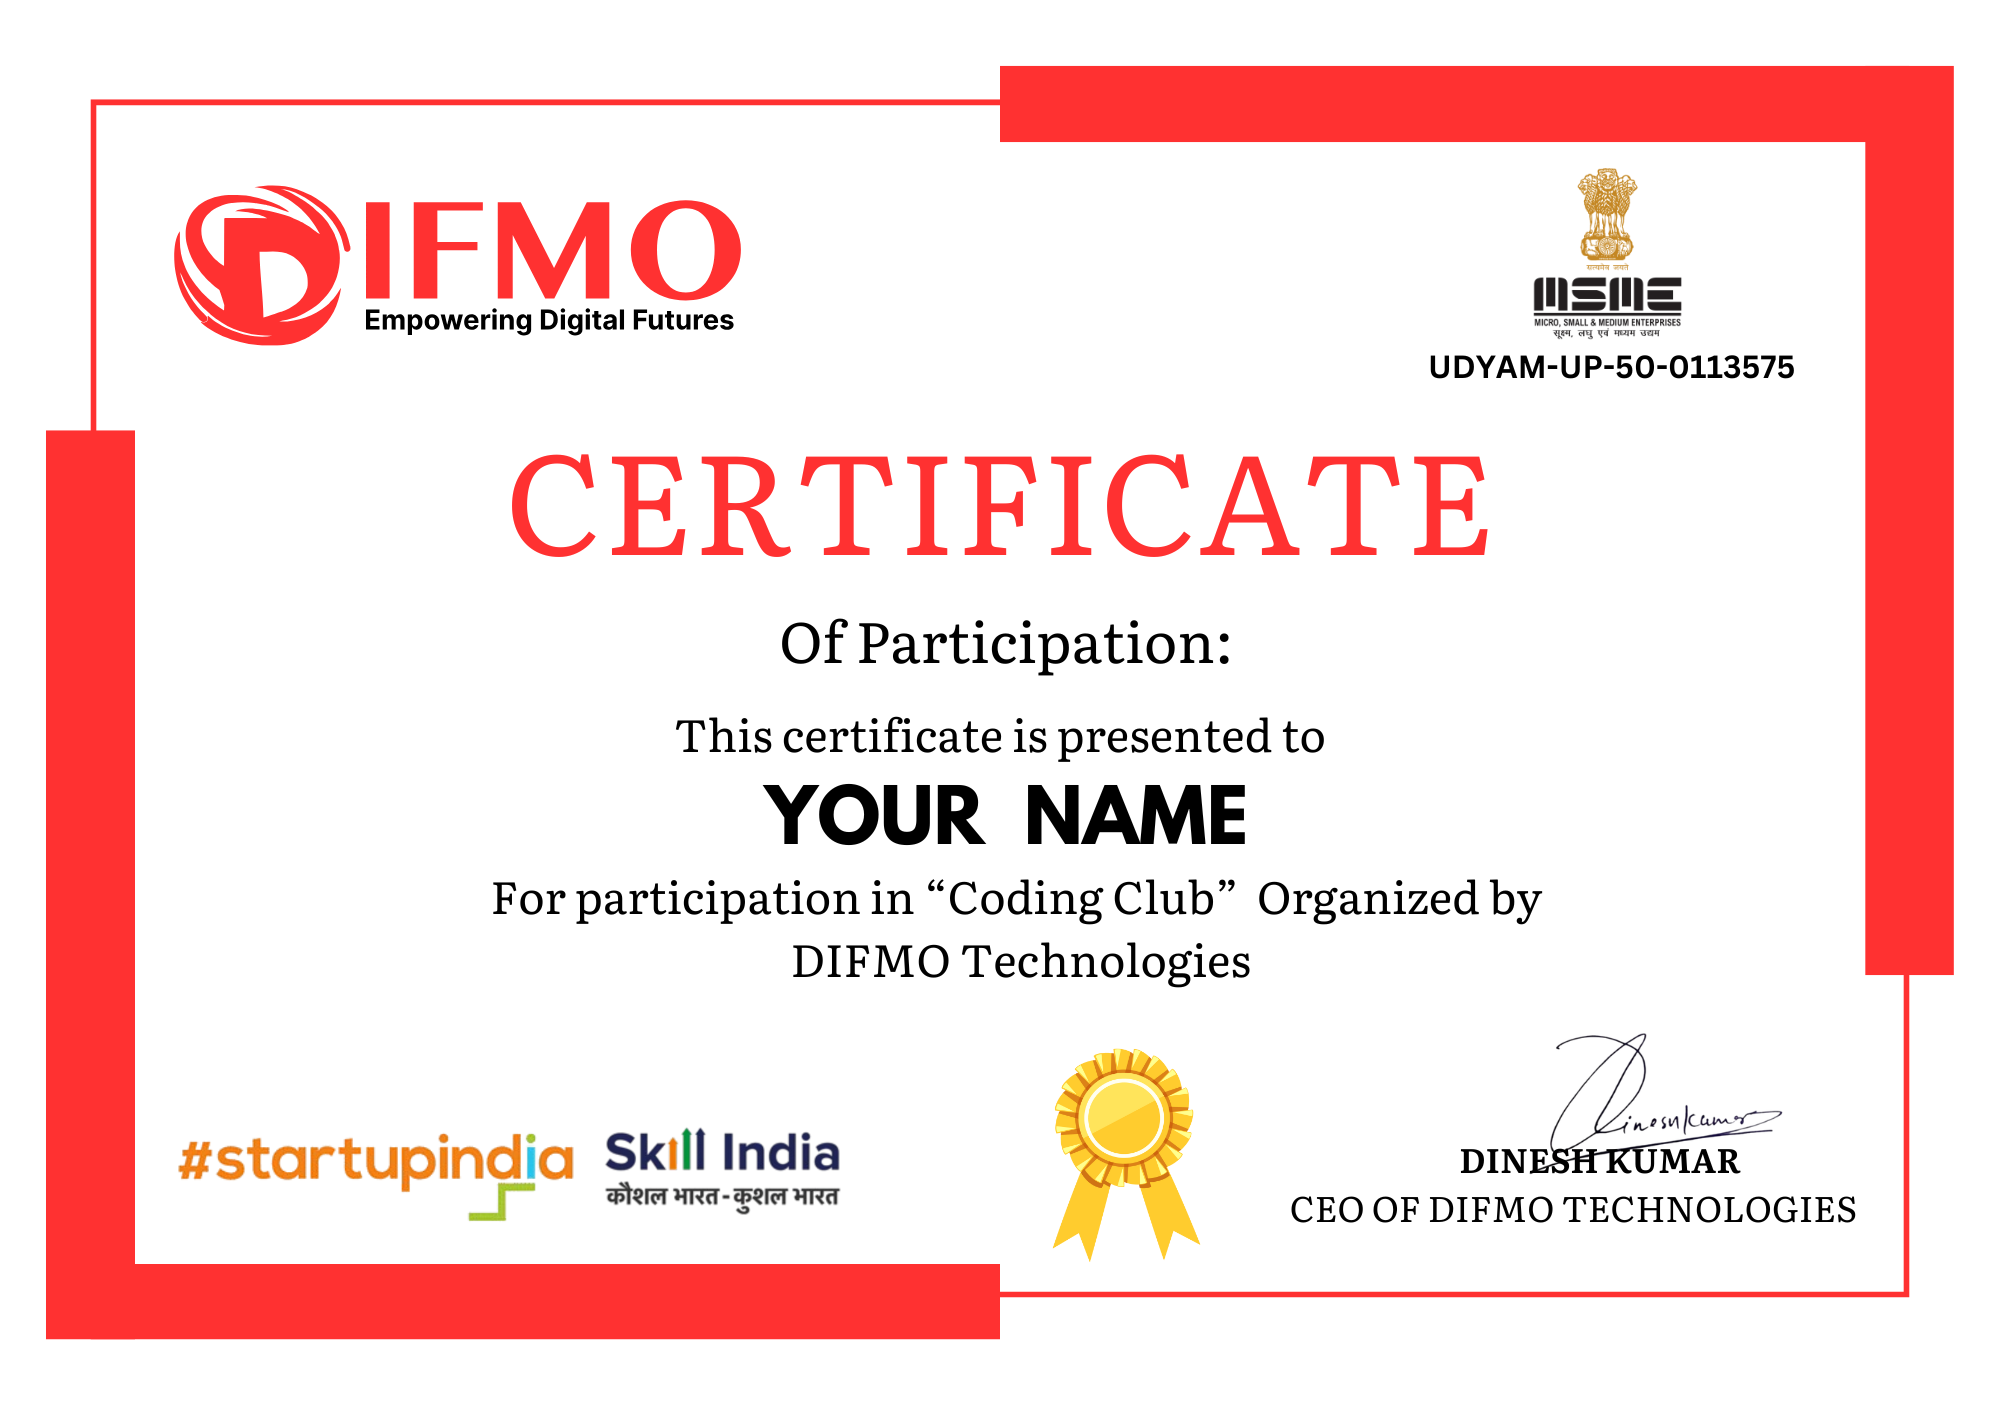 DIFMO
Empowering Digital Futures
सत्यमेव जयते
MSME
MICRO, SMALL & MEDIUM ENTERPRISES
सूक्ष्म, लघु एवं मध्यम उद्यम
UDYAM-UP-50-0113575
CERTIFICATE
Of Participation:
This certificate is presented to
YOUR NAME
For participation in “Coding Club” Organized by
DIFMO Technologies
#startupindia
Skill India
कौशल भारत - कुशल भारत
Dineshkumar
DINESH KUMAR
CEO OF DIFMO TECHNOLOGIES